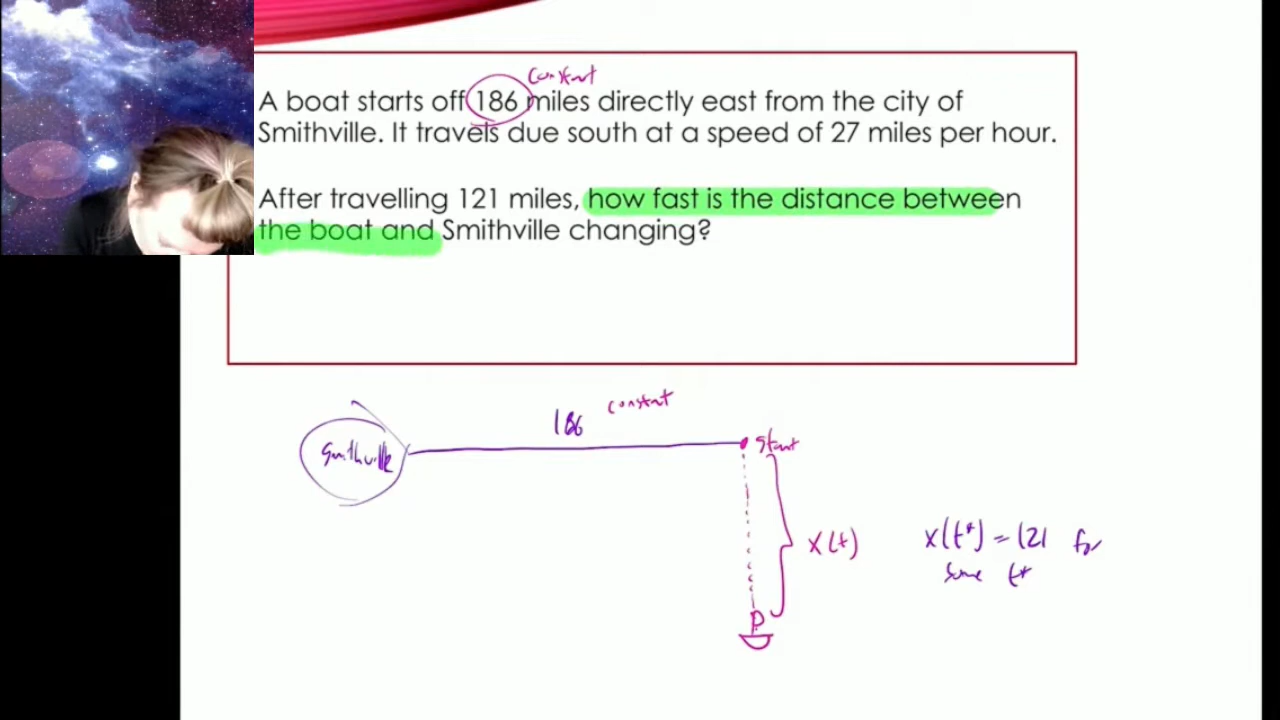 constant
A boat starts off 186 miles directly east from the city of
Smithville. It travels due south at a speed of 27 miles per hour.
After travelling 121 miles, how fast is the distance between
the boat and Smithville changing?
186 constant
Smithville
start
x(t)
x(t*) = 121 for
some t*